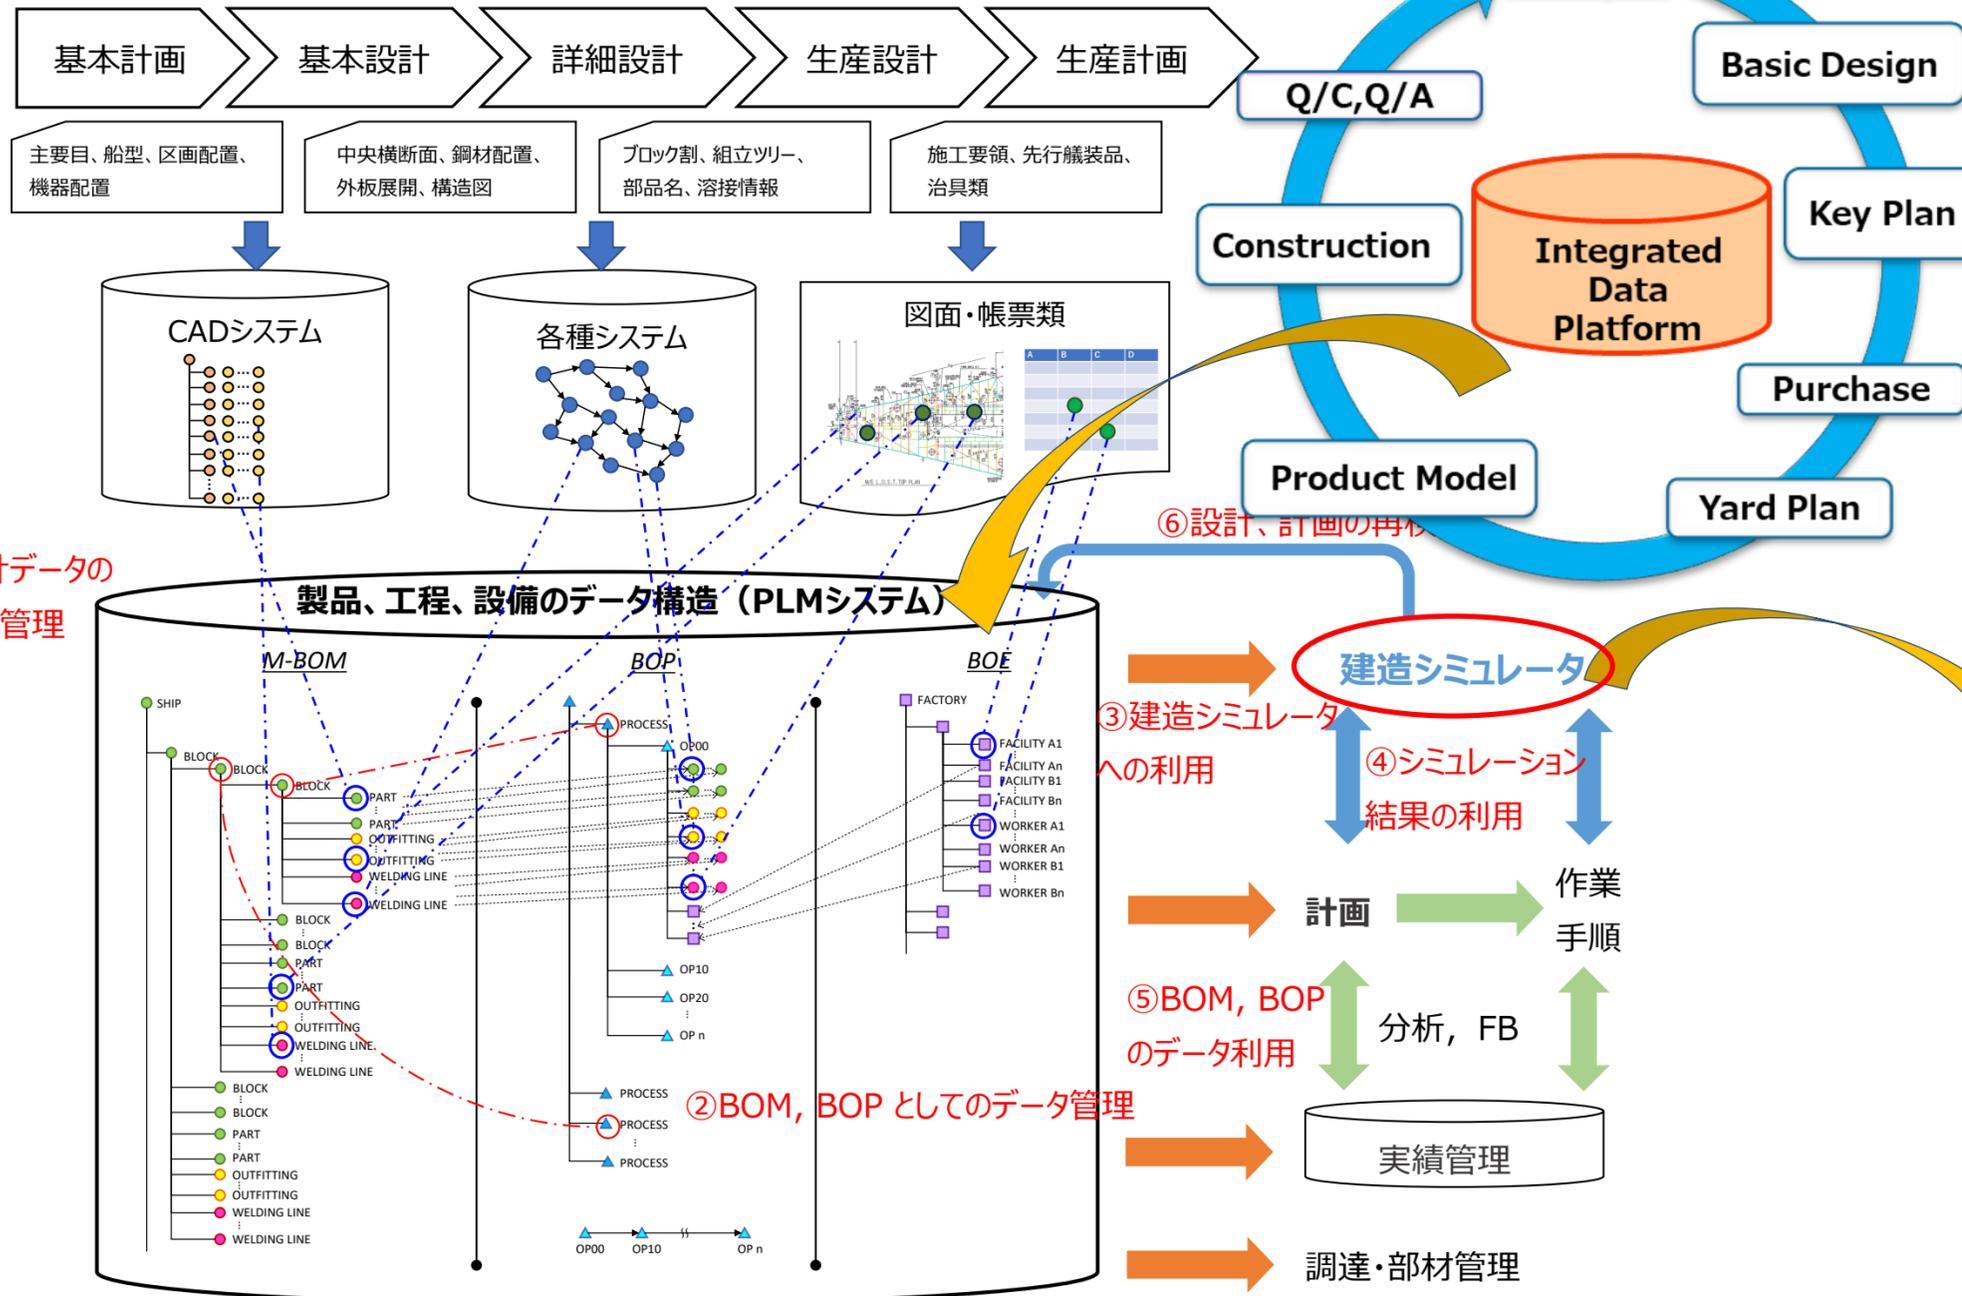 基本計画
基本設計
詳細設計
生産設計
生産計画
主要目、船型、区画配置、
機器配置
中央横断面、鋼材配置、
外板展開、構造図
ブロック割、組立ツリー、
部品名、溶接情報
施工要領、先行艤装品、
治具類
CADシステム
各種システム
図面・帳票類
A B C D
M/E L.O.S.T.TOP PLAN
Q/C,Q/A
Basic Design
Construction
Key Plan
Integrated
Data
Platform
Purchase
Product Model
Yard Plan
データの
管理
⑥設計、計画の再検
製品、工程、設備のデータ構造（PLMシステム）
M-BOM
SHIP
BLOCK
BLOCK
BLOCK
PART
PART
OUTFITTING
OUTFITTING
WELDING LINE
WELDING LINE
BLOCK
BLOCK
PART
PART
OUTFITTING
OUTFITTING
WELDING LINE
WELDING LINE
BLOCK
BLOCK
PART
PART
OUTFITTING
OUTFITTING
WELDING LINE
WELDING LINE
BOP
PROCESS
OP00
OP10
OP20
OP n
PROCESS
PROCESS
PROCESS
OP00
OP10
OP n
BOE
FACTORY
FACILITY A1
FACILITY An
FACILITY B1
FACILITY Bn
WORKER A1
WORKER An
WORKER B1
WORKER Bn
②BOM, BOP としてのデータ管理
建造シミュレータ
③建造シミュレータ
への利用
④シミュレーション
結果の利用
計画
作業
手順
⑤BOM, BOP
のデータ利用
分析, FB
実績管理
調達・部材管理